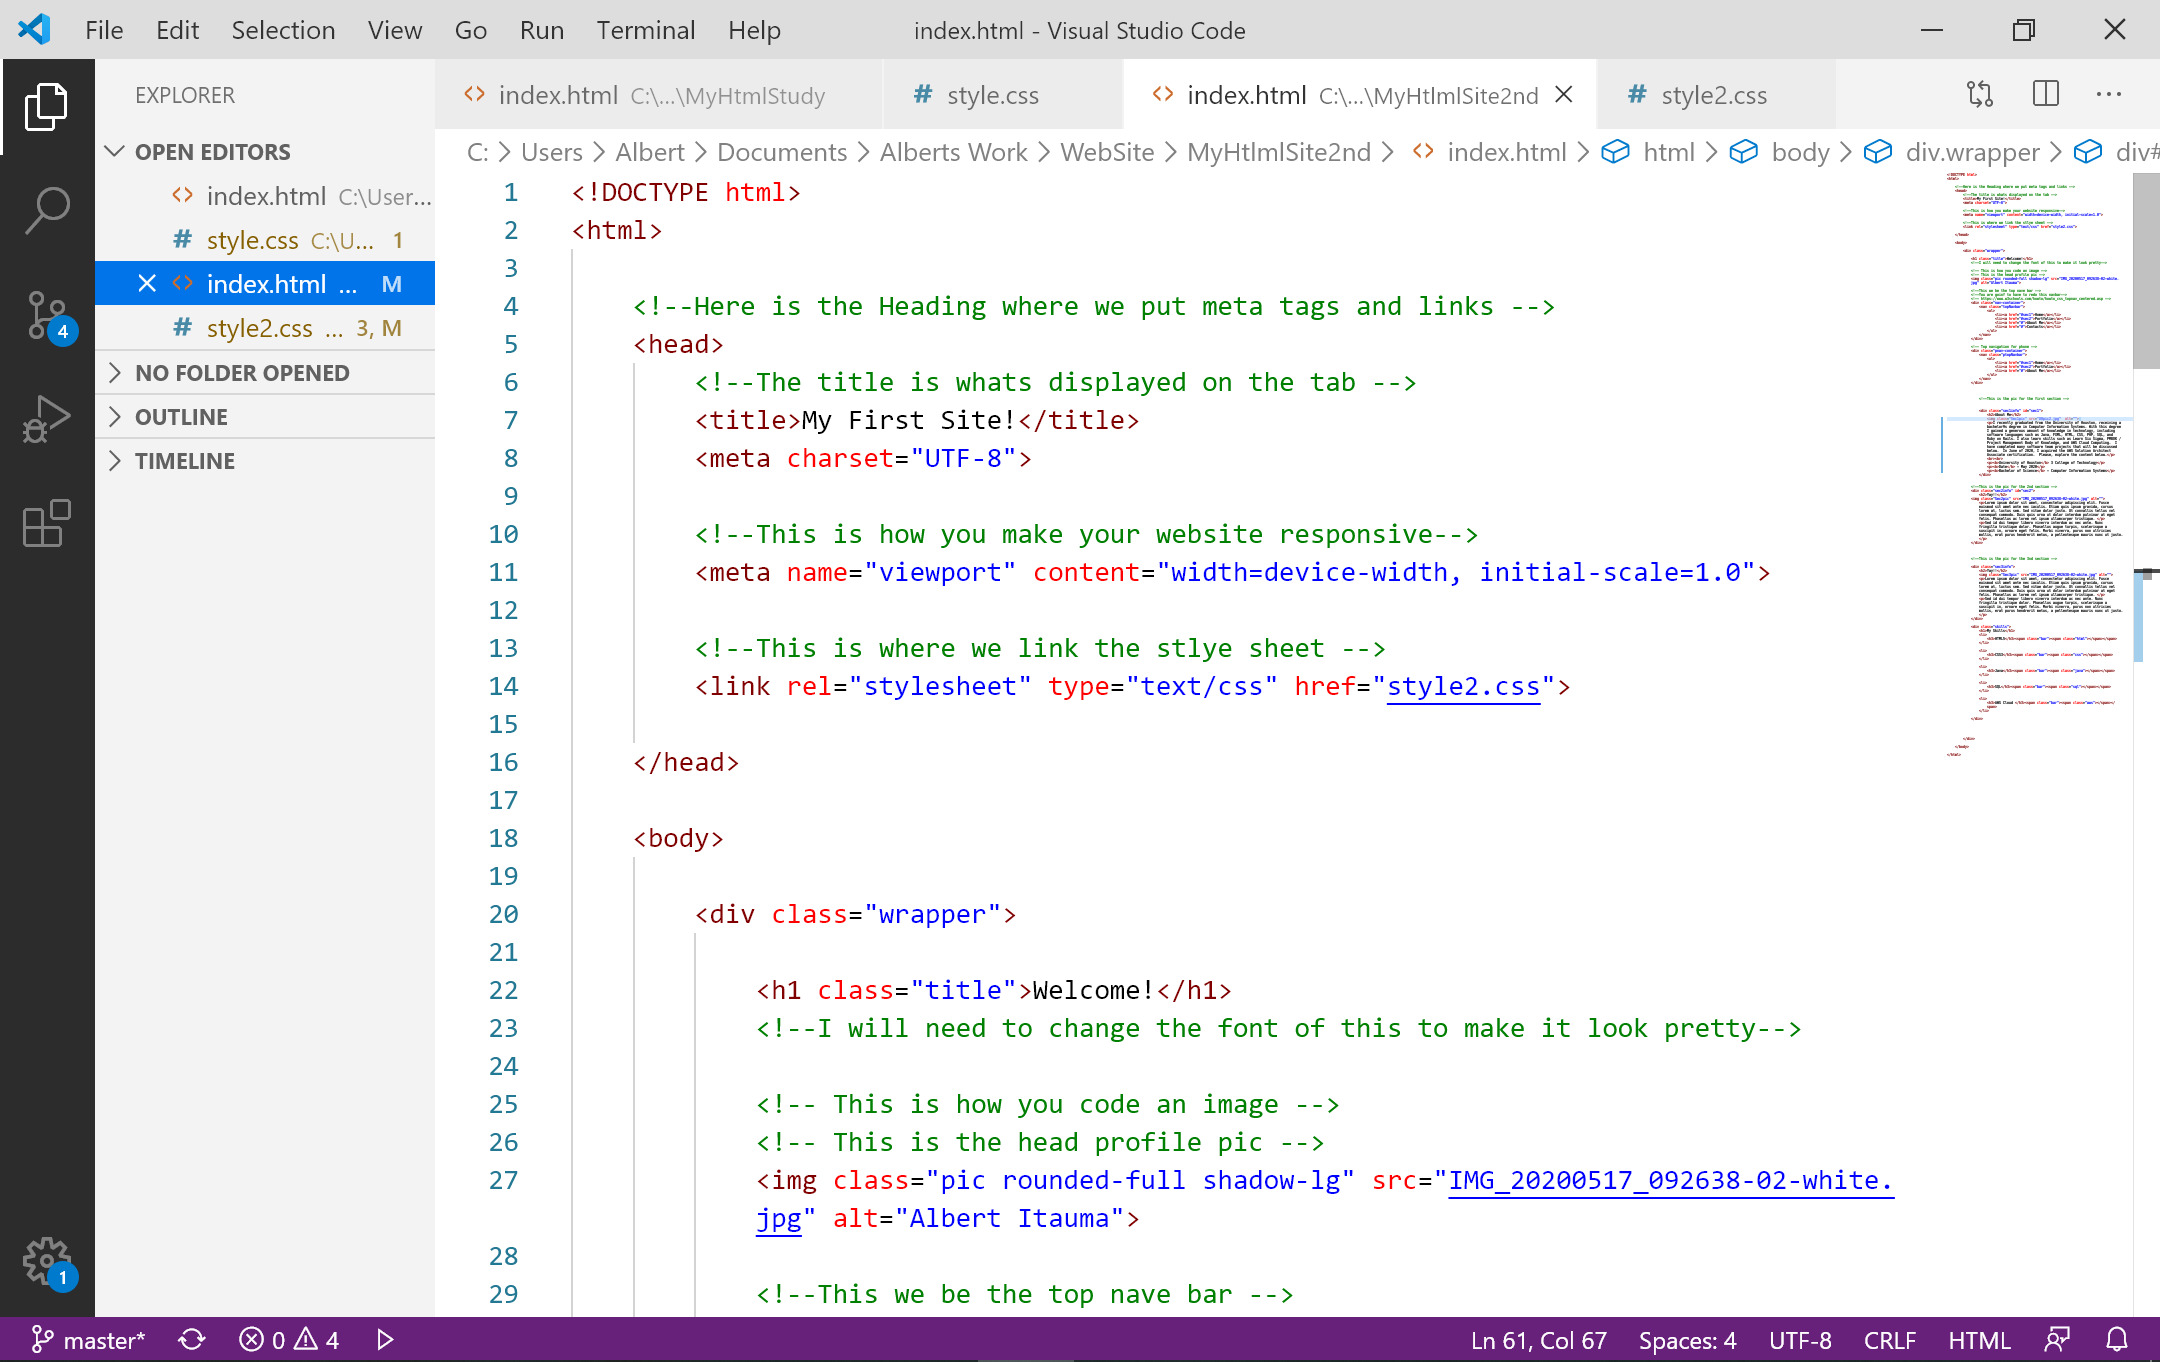 File Edit Selection View Go Run Terminal Help index.html - Visual Studio Code
EXPLORER
OPEN EDITORS
index.html C:\User...
style.css C:\U... 1
index.html ... M
style2.css ... 3, M
NO FOLDER OPENED
OUTLINE
TIMELINE
4
1
index.html C:\...\MyHtmlStudy style.css index.html C:\...\MyHtlmlSite2nd style2.css
C: > Users > Albert > Documents > Alberts Work > WebSite > MyHtlmlSite2nd > index.html > html > body > div.wrapper > div#
1 <!DOCTYPE html>
2 <html>
3
4 <!--Here is the Heading where we put meta tags and links -->
5 <head>
6 <!--The title is whats displayed on the tab -->
7 <title>My First Site!</title>
8 <meta charset="UTF-8">
9
10 <!--This is how you make your website responsive-->
11 <meta name="viewport" content="width=device-width, initial-scale=1.0">
12
13 <!--This is where we link the stlye sheet -->
14 <link rel="stylesheet" type="text/css" href="style2.css">
15
16 </head>
17
18 <body>
19
20 <div class="wrapper">
21
22 <h1 class="title">Welcome!</h1>
23 <!--I will need to change the font of this to make it look pretty-->
24
25 <!-- This is how you code an image -->
26 <!-- This is the head profile pic -->
27 <img class="pic rounded-full shadow-lg" src="IMG_20200517_092638-02-white.
jpg" alt="Albert Itauma">
28
29 <!--This we be the top nave bar -->
master* 0 4 Ln 61, Col 67 Spaces: 4 UTF-8 CRLF HTML